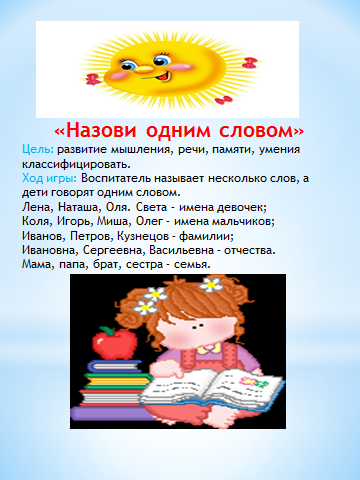 «Назови одним словом»
Цель: развитие мышления, речи, памяти, умения
классифицировать.
Ход игры: Воспитатель называет несколько слов, а
дети говорят одним словом.
Лена, Наташа, Оля. Света – имена девочек;
Коля, Игорь, Миша, Олег – имена мальчиков;
Иванов, Петров, Кузнецов - фамилии;
Ивановна, Сергеевна, Васильевна - отчества.
Мама, папа, брат, сестра - семья.